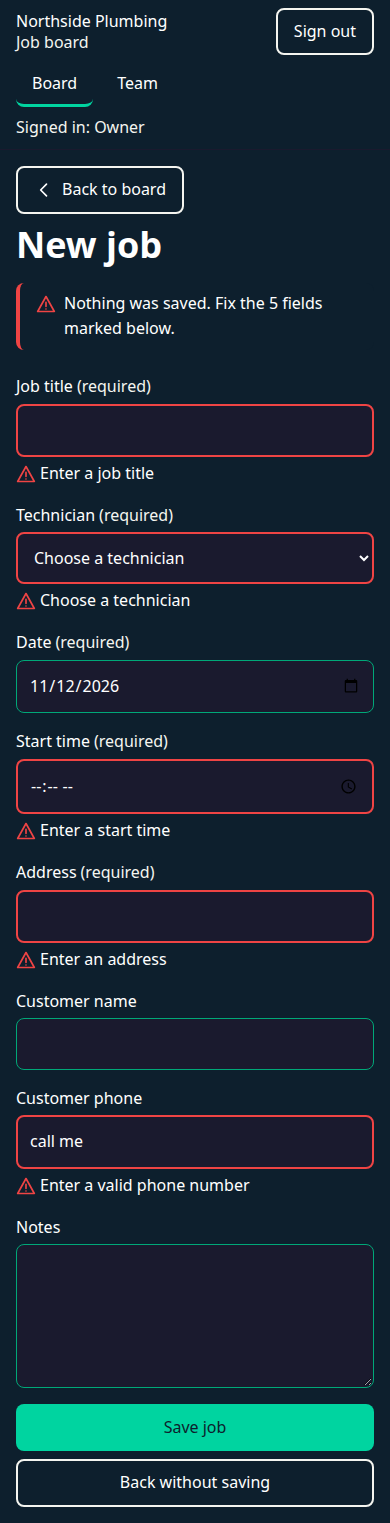 Northside Plumbing
Job board
Sign out
Board
Team
Signed in: Owner
Back to board
New job
Nothing was saved. Fix the 5 fields
marked below.
Job title (required)
Enter a job title
Technician (required)
Choose a technician
Choose a technician
Date (required)
11/12/2026
Start time (required)
--:-- --
Enter a start time
Address (required)
Enter an address
Customer name
Customer phone
call me
Enter a valid phone number
Notes
Save job
Back without saving